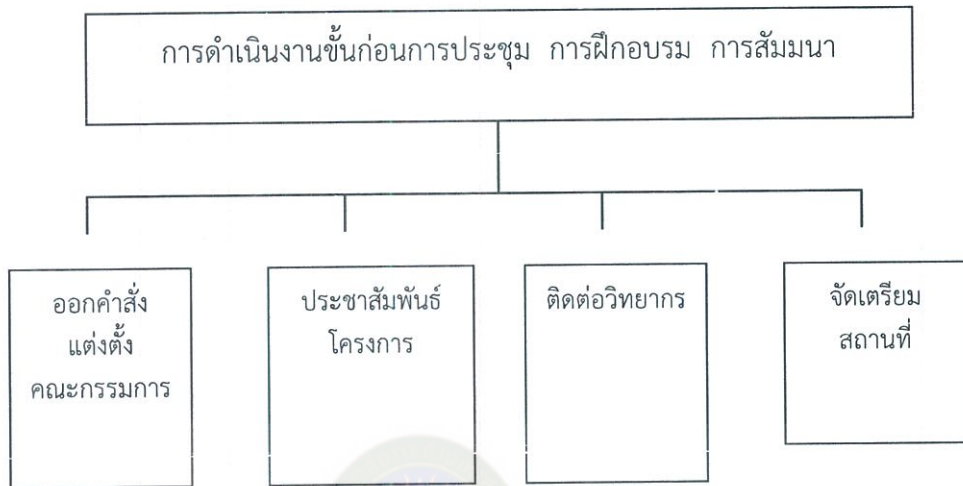 การดำเนินงานขั้นก่อนการประชุม การฝึกอบรม การสัมมนา
ออกคำสั่ง
แต่งตั้ง
คณะกรรมการ
ประชาสัมพันธ์
โครงการ
ติดต่อวิทยากร
จัดเตรียม
สถานที่